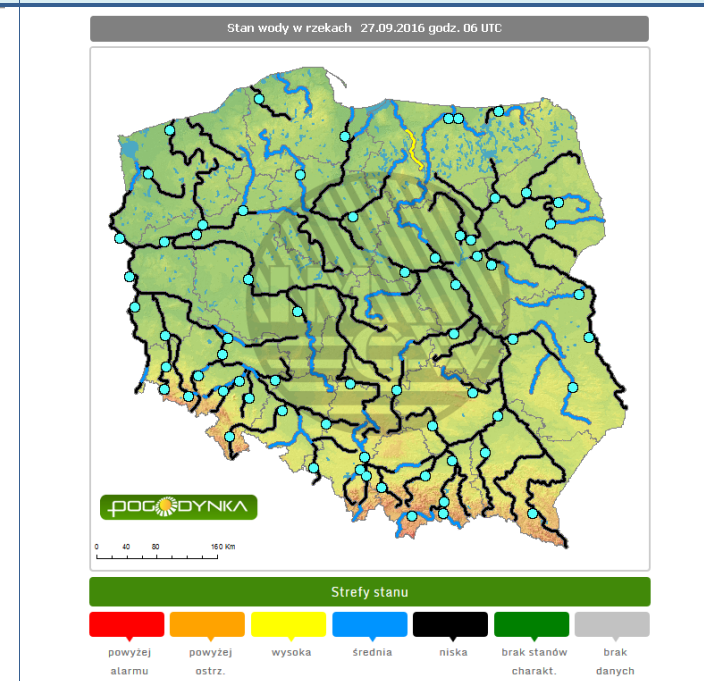 Stan wody w rzekach 27.09.2016 godz. 06 UTC
IMGW
POGODYNKA
0 40 80 160 Km
Strefy stanu
powyżej
alarmu
powyżej
ostrz.
wysoka
średnia
niska
brak stanów
charakt.
brak
danych